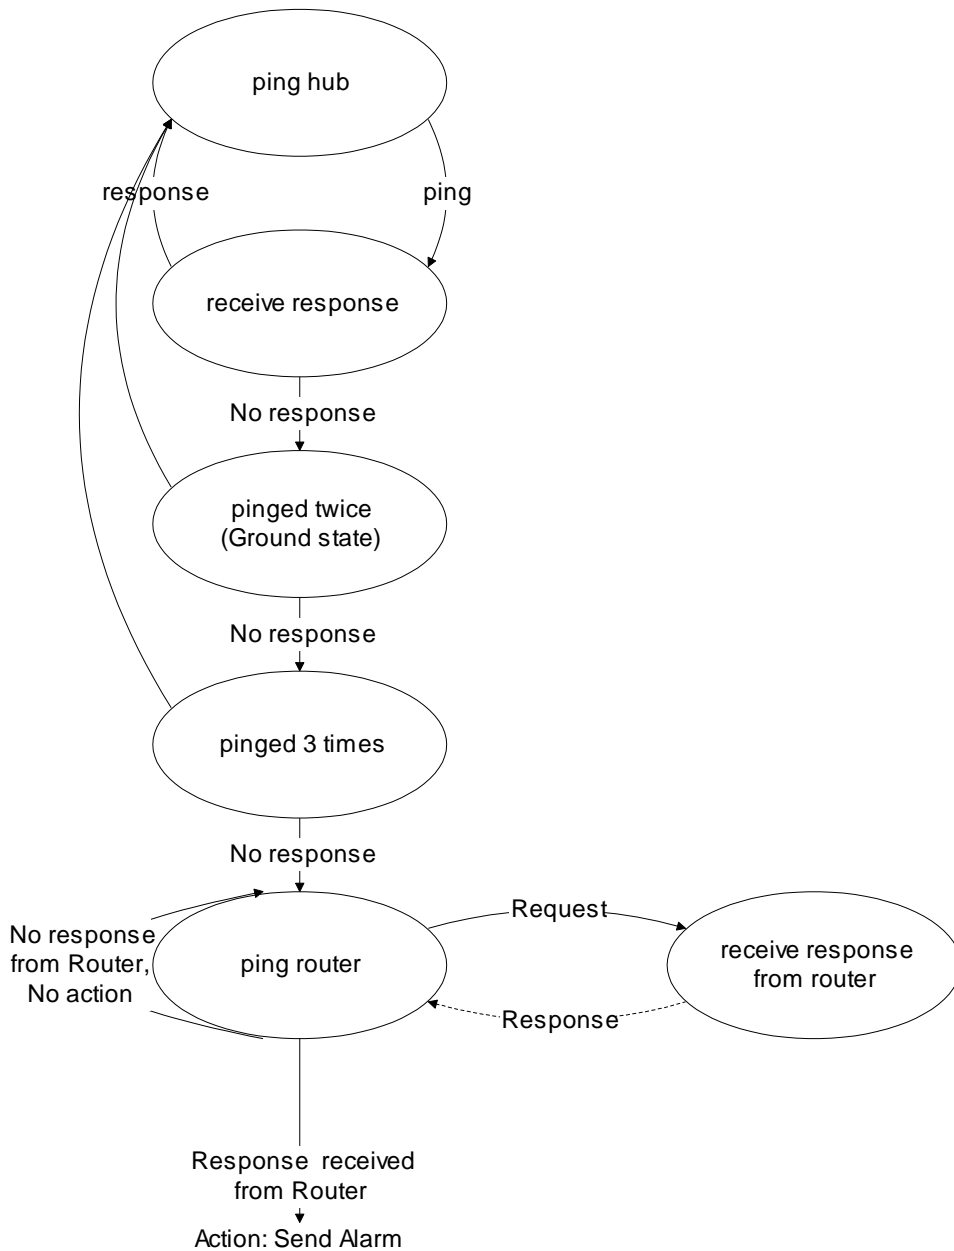 ping hub
response
ping
receive response
No response
pinged twice
(Ground state)
No response
pinged 3 times
No response
Request
No response
from Router,
No action
ping router
receive response
from router
Response
Response received
from Router
Action: Send Alarm